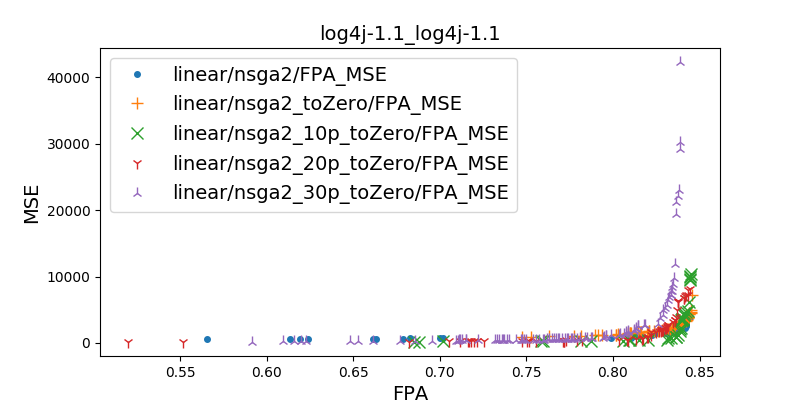 log4j-1.1_log4j-1.1
linear/nsga2/FPA_MSE
linear/nsga2_toZero/FPA_MSE
linear/nsga2_10p_toZero/FPA_MSE
linear/nsga2_20p_toZero/FPA_MSE
linear/nsga2_30p_toZero/FPA_MSE
MSE
40000
30000
20000
10000
0
0.55 0.60 0.65 0.70 0.75 0.80 0.85
FPA